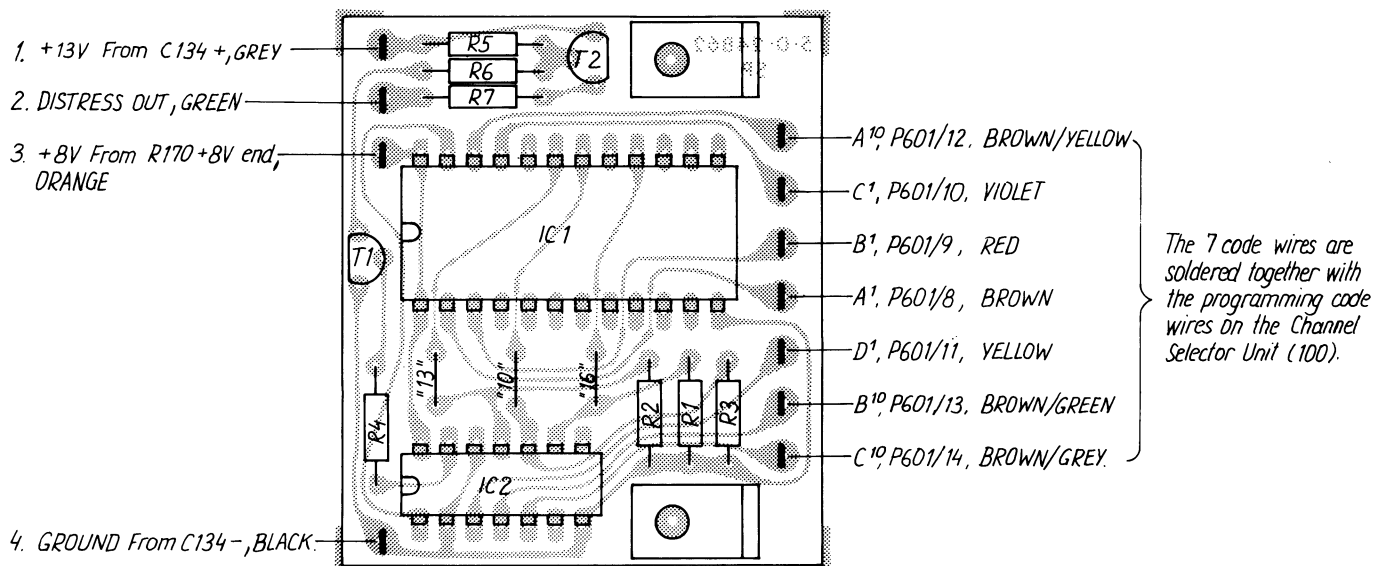 1. +13V From C134 +, GREY
2. DISTRESS OUT, GREEN
3. +8V From R170 +8V end,
ORANGE
4. GROUND From C134 -, BLACK.
R5
R6
R7
T2
T1
IC1
"13"
"10"
"16"
R4
R2
R1
R3
IC2
A¹⁰, P601/12, BROWN/YELLOW
C¹, P601/10, VIOLET
B¹, P601/9, RED
A¹, P601/8, BROWN
D¹, P601/11, YELLOW
B¹⁰, P601/13, BROWN/GREEN
C¹⁰, P601/14, BROWN/GREY.
The 7 code wires are
soldered together with
the programming code
wires on the Channel
Selector Unit (100).